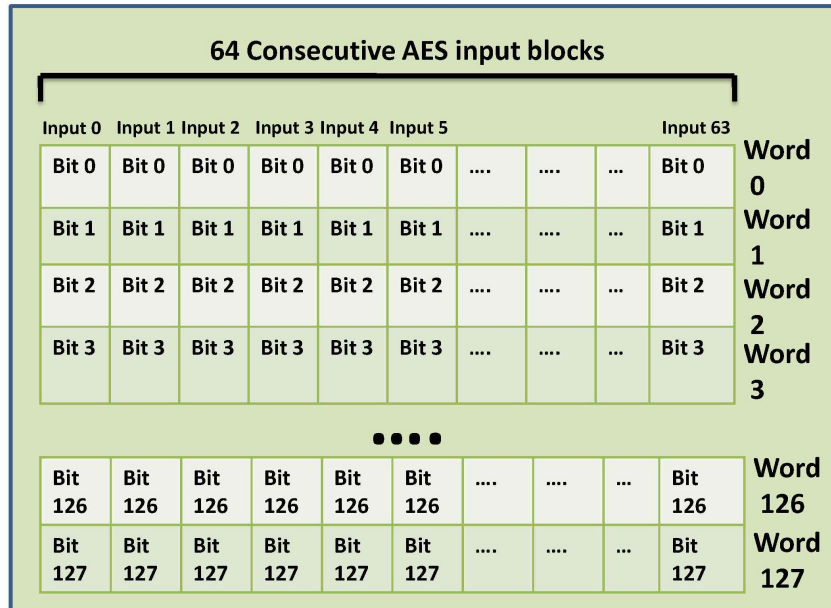 64 Consecutive AES input blocks
Input 0 Input 1 Input 2 Input 3 Input 4 Input 5 Input 63
Bit 0 Bit 0 Bit 0 Bit 0 Bit 0 Bit 0 .... .... ... Bit 0 Word 0
Bit 1 Bit 1 Bit 1 Bit 1 Bit 1 Bit 1 .... .... ... Bit 1 Word 1
Bit 2 Bit 2 Bit 2 Bit 2 Bit 2 Bit 2 .... .... ... Bit 2 Word 2
Bit 3 Bit 3 Bit 3 Bit 3 Bit 3 Bit 3 .... .... ... Bit 3 Word 3
....
Bit 126 Bit 126 Bit 126 Bit 126 Bit 126 Bit 126 .... .... ... Bit 126 Word 126
Bit 127 Bit 127 Bit 127 Bit 127 Bit 127 Bit 127 .... .... ... Bit 127 Word 127